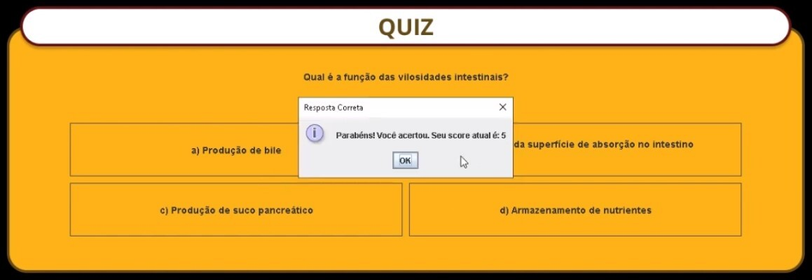 QUIZ
Qual é a função das vilosidades intestinais?
Resposta Correta
Parabéns! Você acertou. Seu score atual é: 5
OK
a) Produção de bile
da superfície de absorção no intestino
c) Produção de suco pancreático
d) Armazenamento de nutrientes